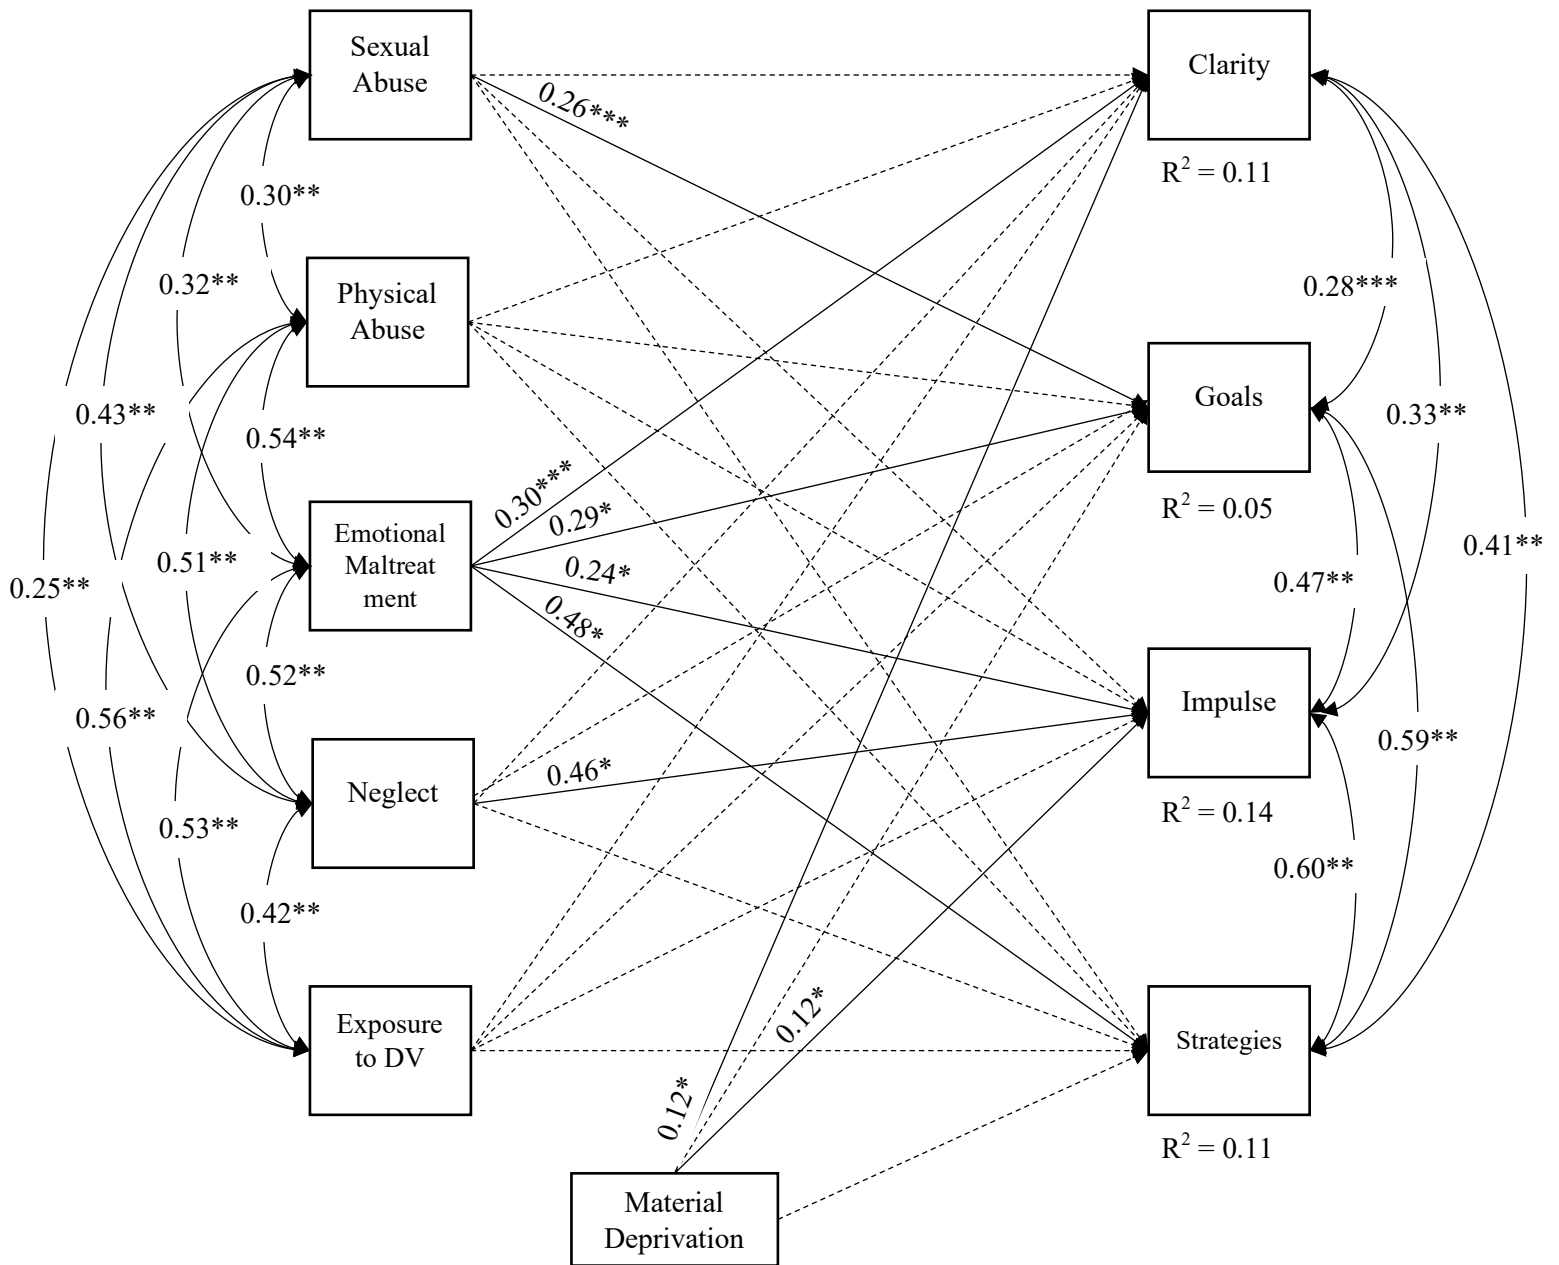 Sexual
Abuse
Clarity
0.26***
R² = 0.11
0.30**
0.32**
Physical
Abuse
0.28***
Goals
0.43**
0.33**
0.54**
0.30***
R² = 0.05
0.29*
Emotional
Maltreat
ment
0.41**
0.51**
0.24*
0.47**
0.25**
0.48*
0.52**
Impulse
0.56**
0.59**
0.46*
Neglect
R² = 0.14
0.53**
0.60**
0.42**
0.12*
Exposure
to DV
Strategies
0.12*
R² = 0.11
Material
Deprivation